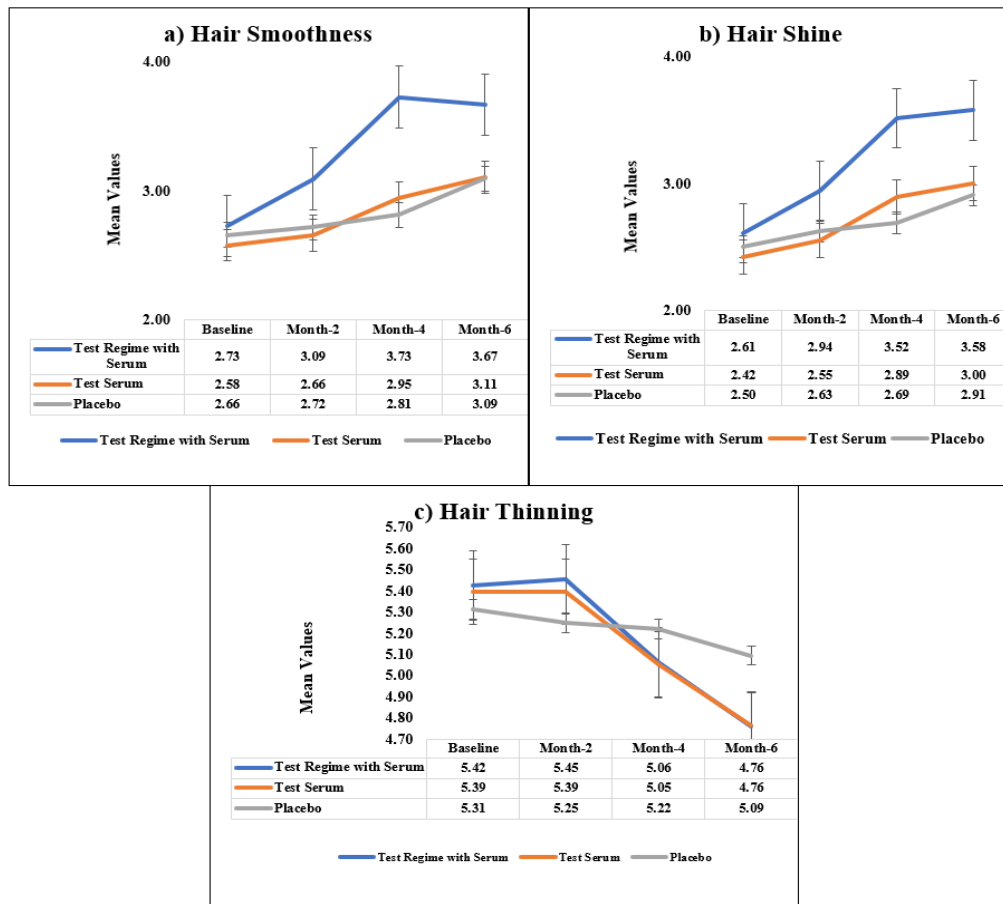 a) Hair Smoothness
4.00
3.00
2.00
Mean Values
Baseline Month-2 Month-4 Month-6
Test Regime with
Serum 2.73 3.09 3.73 3.67
Test Serum 2.58 2.66 2.95 3.11
Placebo 2.66 2.72 2.81 3.09
Test Regime with Serum Test Serum Placebo
b) Hair Shine
4.00
3.00
2.00
Mean Values
Baseline Month-2 Month-4 Month-6
Test Regime with
Serum 2.61 2.94 3.52 3.58
Test Serum 2.42 2.55 2.89 3.00
Placebo 2.50 2.63 2.69 2.91
Test Regime with Serum Test Serum Placebo
c) Hair Thinning
5.70
5.60
5.50
5.40
5.30
5.20
5.10
5.00
4.90
4.80
4.70
Mean Values
Baseline Month-2 Month-4 Month-6
Test Regime with Serum 5.42 5.45 5.06 4.76
Test Serum 5.39 5.39 5.05 4.76
Placebo 5.31 5.25 5.22 5.09
Test Regime with Serum Test Serum Placebo